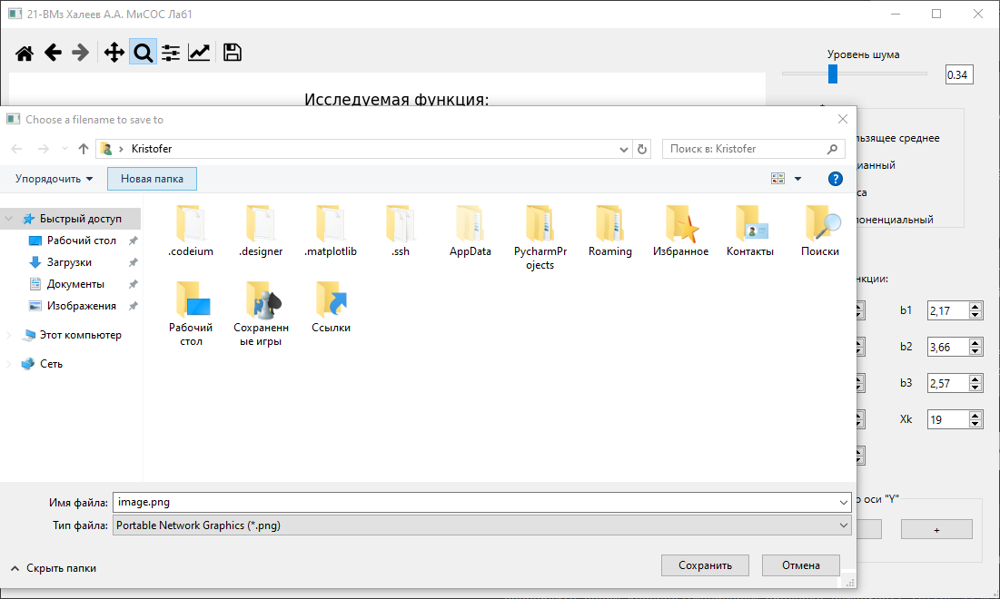 21-ВМз Халеев А.А. МиСОС Лаб1
Уровень шума
0.34
Исследуемая функция:
Choose a filename to save to
Kristofer
Поиск в: Kristofer
Упорядочить
Новая папка
Быстрый доступ
Рабочий стол
Загрузки
Документы
Изображения
Этот компьютер
Сеть
.codeium
.designer
.matplotlib
.ssh
AppData
PycharmPr
ojects
Roaming
Избранное
Контакты
Поиски
Рабочий
стол
Сохраненн
ые игры
Ссылки
Имя файла:
image.png
Тип файла:
Portable Network Graphics (*.png)
Скрыть папки
Сохранить
Отмена
льзящее среднее
ианный
са
поненциальный
нкции:
b1
2,17
b2
3,66
b3
2,57
Xk
19
о оси "Y"
+